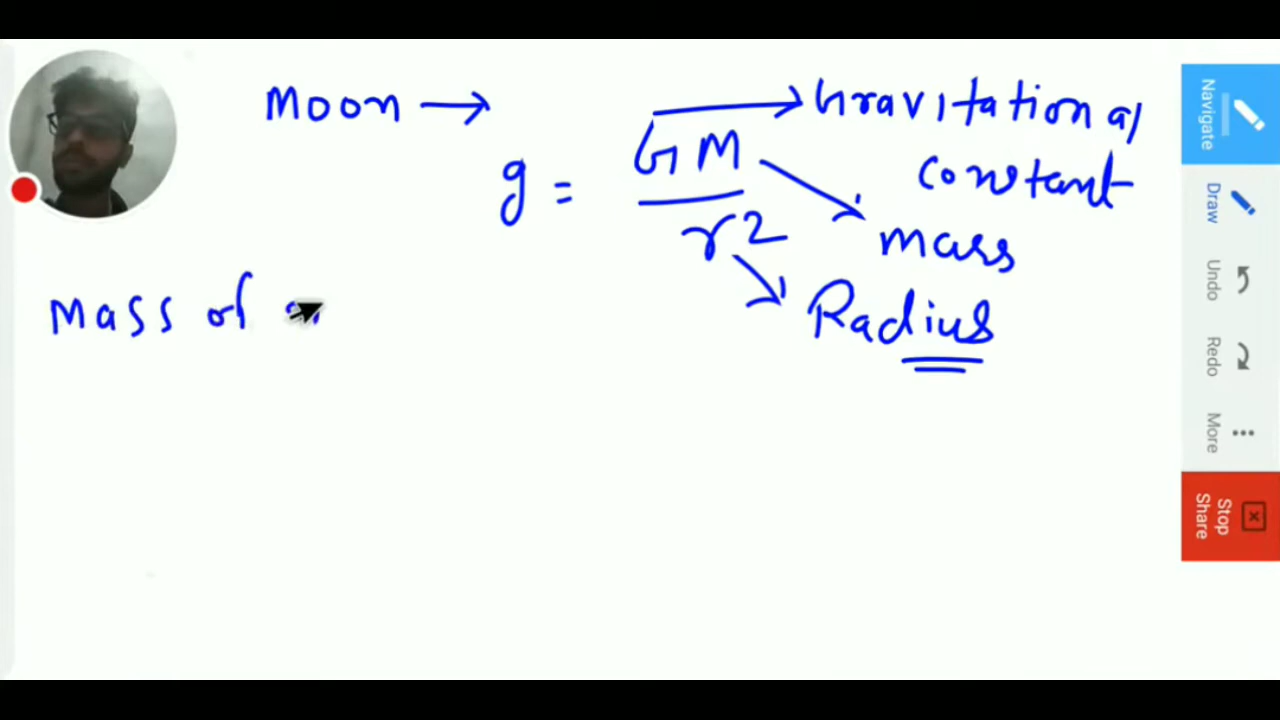 Moon → Gravitational
g = GM / r2
constant
mass
Radius
Mass of
Navigate
Draw
Undo
Redo
More
Stop
Share